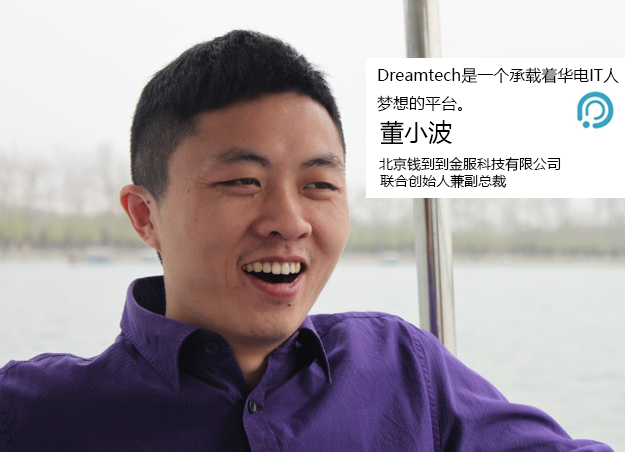 Dreamtech是一个承载着华电IT人
梦想的平台。
董小波
北京钱到到金服科技有限公司
联合创始人兼副总裁